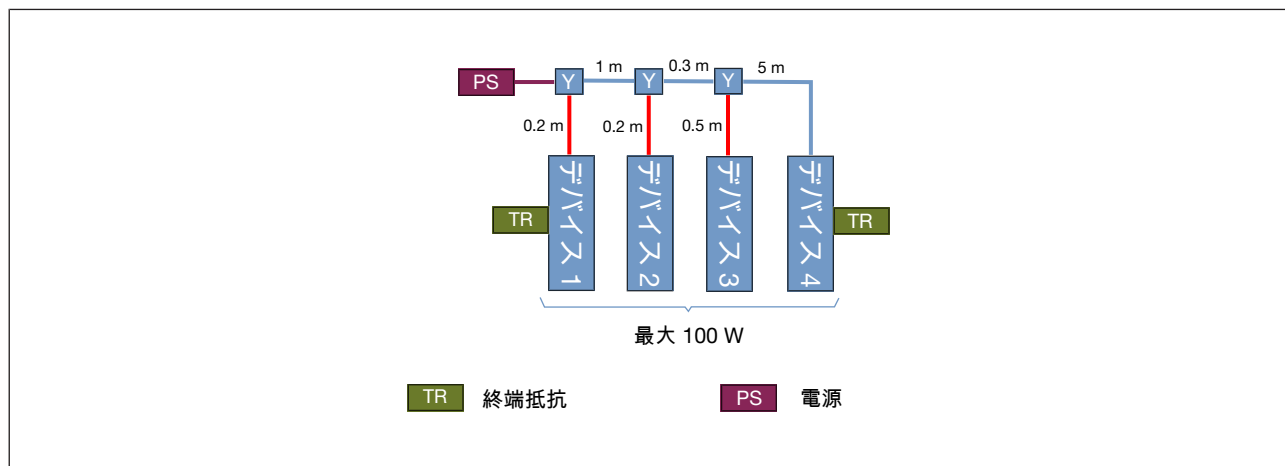 PS
Y
1 m
Y
0.3 m
Y
5 m
0.2 m
0.2 m
0.5 m
TR
デバイス 1
デバイス 2
デバイス 3
デバイス 4
TR
最大 100 W
TR 終端抵抗
PS 電源